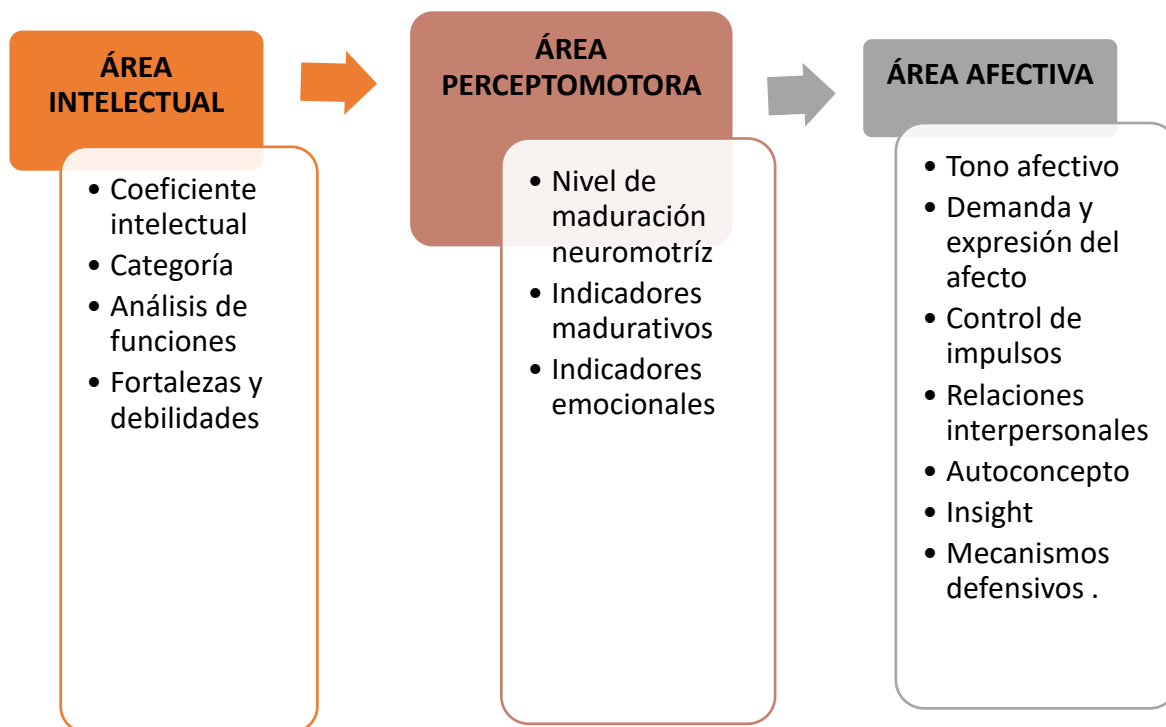 ÁREA
INTELECTUAL
• Coeficiente
intelectual
• Categoría
• Análisis de
funciones
• Fortalezas y
debilidades
ÁREA
PERCEPTOMOTORA
• Nivel de
maduración
neuromotríz
• Indicadores
madurativos
• Indicadores
emocionales
ÁREA AFECTIVA
• Tono afectivo
• Demanda y
expresión del
afecto
• Control de
impulsos
• Relaciones
interpersonales
• Autoconcepto
• Insight
• Mecanismos
defensivos .